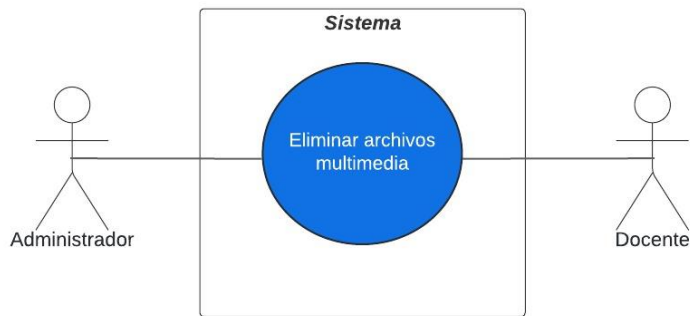 Sistema
Eliminar archivos
multimedia
Administrador
Docente